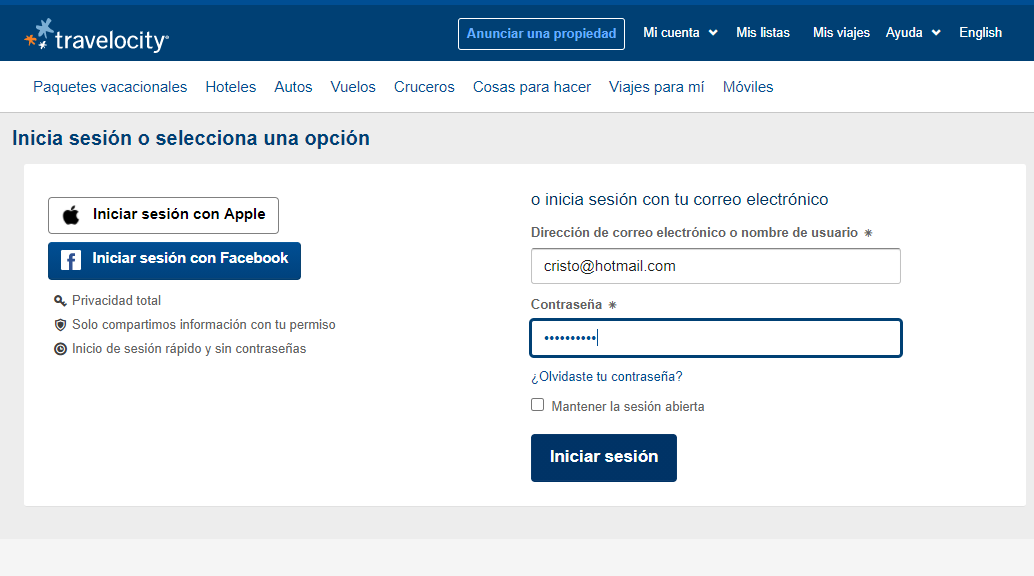 travelocity
Anunciar una propiedad
Mi cuenta
Mis listas
Mis viajes
Ayuda
English
Paquetes vacacionales
Hoteles
Autos
Vuelos
Cruceros
Cosas para hacer
Viajes para mí
Móviles
Inicia sesión o selecciona una opción
Iniciar sesión con Apple
Iniciar sesión con Facebook
Privacidad total
Solo compartimos información con tu permiso
Inicio de sesión rápido y sin contraseñas
o inicia sesión con tu correo electrónico
Dirección de correo electrónico o nombre de usuario *
cristo@hotmail.com
Contraseña *
••••••••••
¿Olvidaste tu contraseña?
Mantener la sesión abierta
Iniciar sesión